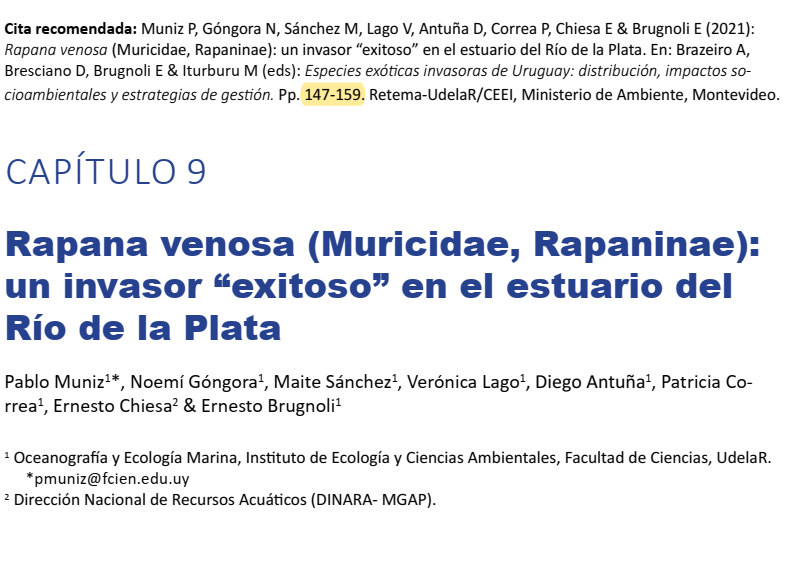 Cita recomendada: Muniz P, Góngora N, Sánchez M, Lago V, Antuña D, Correa P, Chiesa E & Brugnoli E (2021):
Rapana venosa (Muricidae, Rapaninae): un invasor “exitoso” en el estuario del Río de la Plata. En: Brazeiro A,
Bresciano D, Brugnoli E & Iturburu M (eds): Especies exóticas invasoras de Uruguay: distribución, impactos so-
cioambientales y estrategias de gestión. Pp. 147-159. Retema-UdelaR/CEEI, Ministerio de Ambiente, Montevideo.
CAPÍTULO 9
Rapana venosa (Muricidae, Rapaninae):
un invasor “exitoso” en el estuario del
Río de la Plata
Pablo Muniz¹*, Noemí Góngora¹, Maite Sánchez¹, Verónica Lago¹, Diego Antuña¹, Patricia Co-
rrea¹, Ernesto Chiesa² & Ernesto Brugnoli¹
¹ Oceanografía y Ecología Marina, Instituto de Ecología y Ciencias Ambientales, Facultad de Ciencias, UdelaR.
*pmuniz@fcien.edu.uy
² Dirección Nacional de Recursos Acuáticos (DINARA- MGAP).